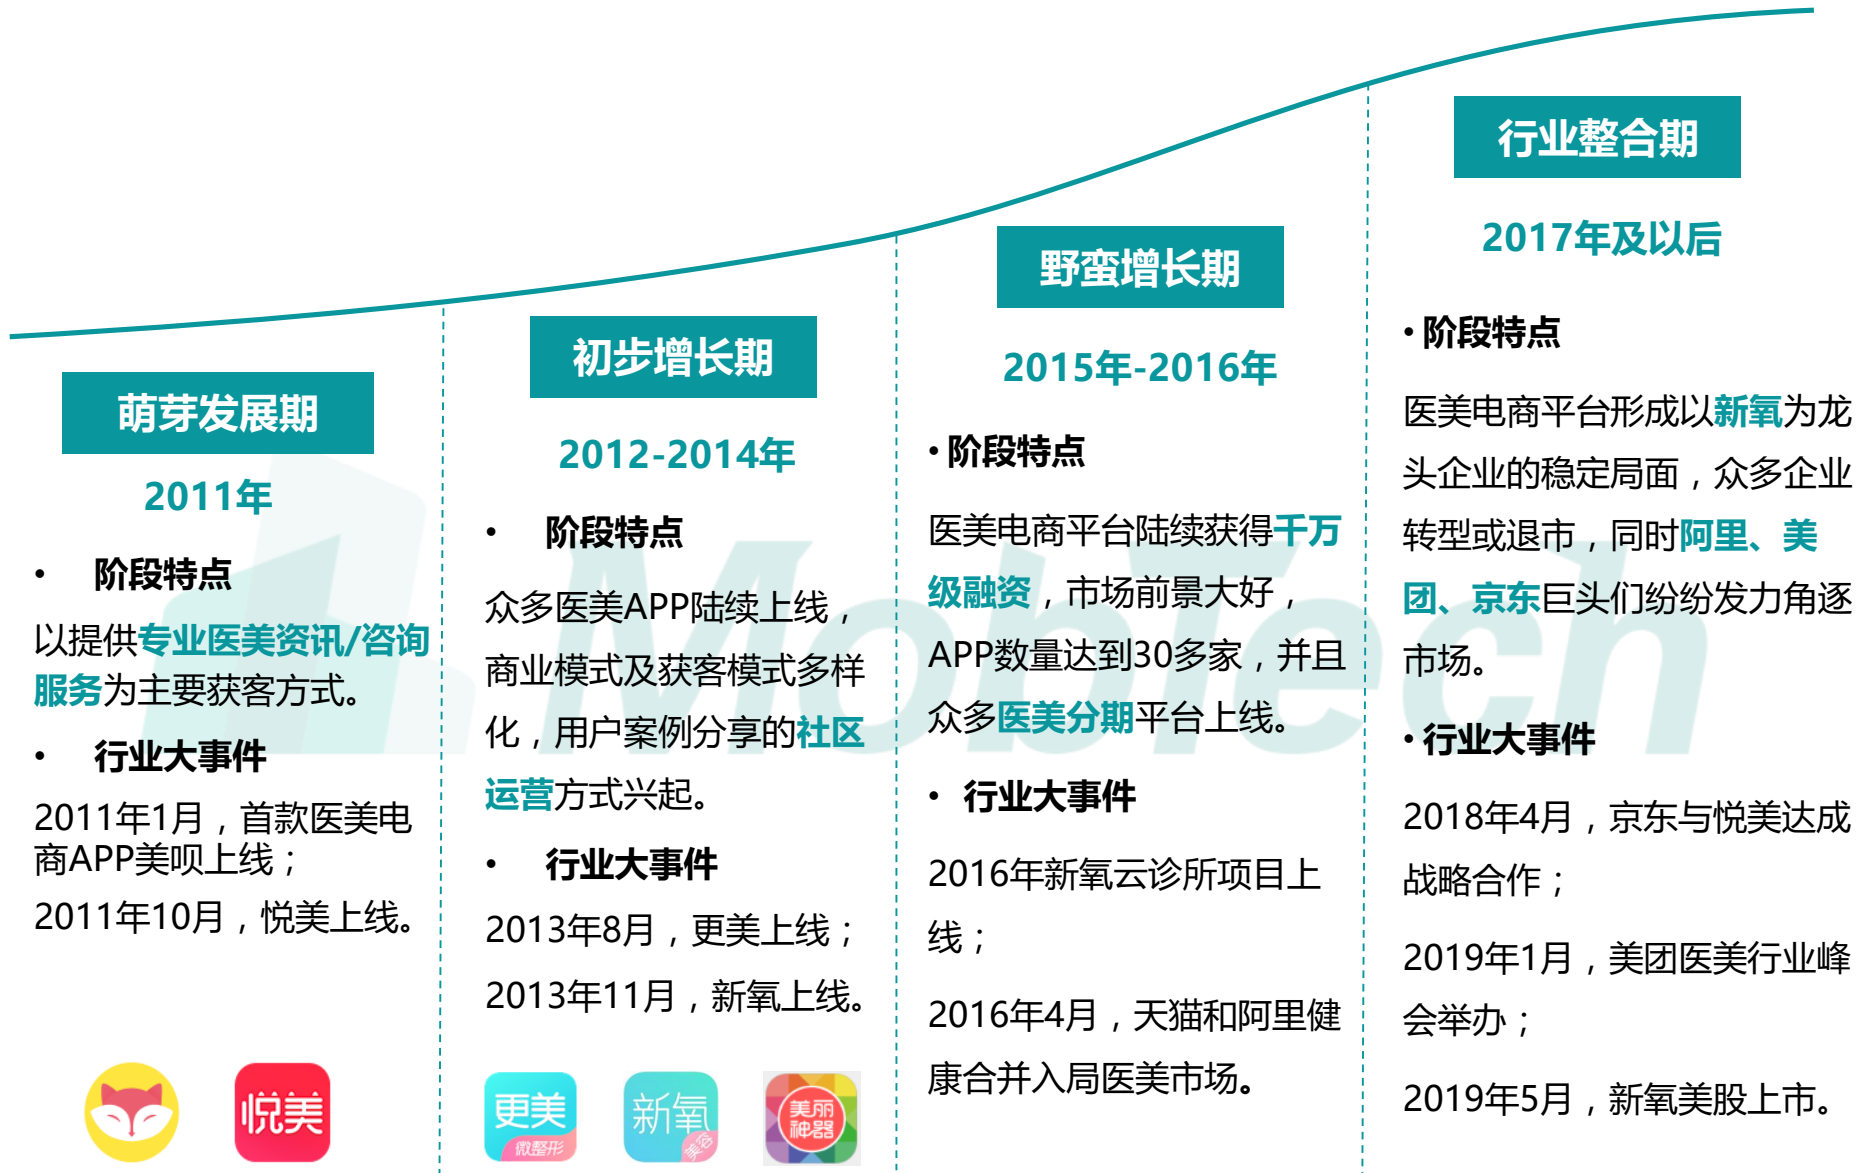 萌芽发展期
2011年
• 阶段特点
以提供专业医美资讯/咨询
服务为主要获客方式。
• 行业大事件
2011年1月，首款医美电
商APP美呗上线；
2011年10月，悦美上线。
悦美
初步增长期
2012-2014年
• 阶段特点
众多医美APP陆续上线，
商业模式及获客模式多样
化，用户案例分享的社区
运营方式兴起。
• 行业大事件
2013年8月，更美上线；
2013年11月，新氧上线。
更美
微整形
新氧
美容
美丽
神器
野蛮增长期
2015年-2016年
• 阶段特点
医美电商平台陆续获得千万
级融资，市场前景大好，
APP数量达到30多家，并且
众多医美分期平台上线。
• 行业大事件
2016年新氧云诊所项目上
线；
2016年4月，天猫和阿里健
康合并入局医美市场。
行业整合期
2017年及以后
• 阶段特点
医美电商平台形成以新氧为龙
头企业的稳定局面，众多企业
转型或退市，同时阿里、美
团、京东巨头们纷纷发力角逐
市场。
• 行业大事件
2018年4月，京东与悦美达成
战略合作；
2019年1月，美团医美行业峰
会举办；
2019年5月，新氧美股上市。
MobTech